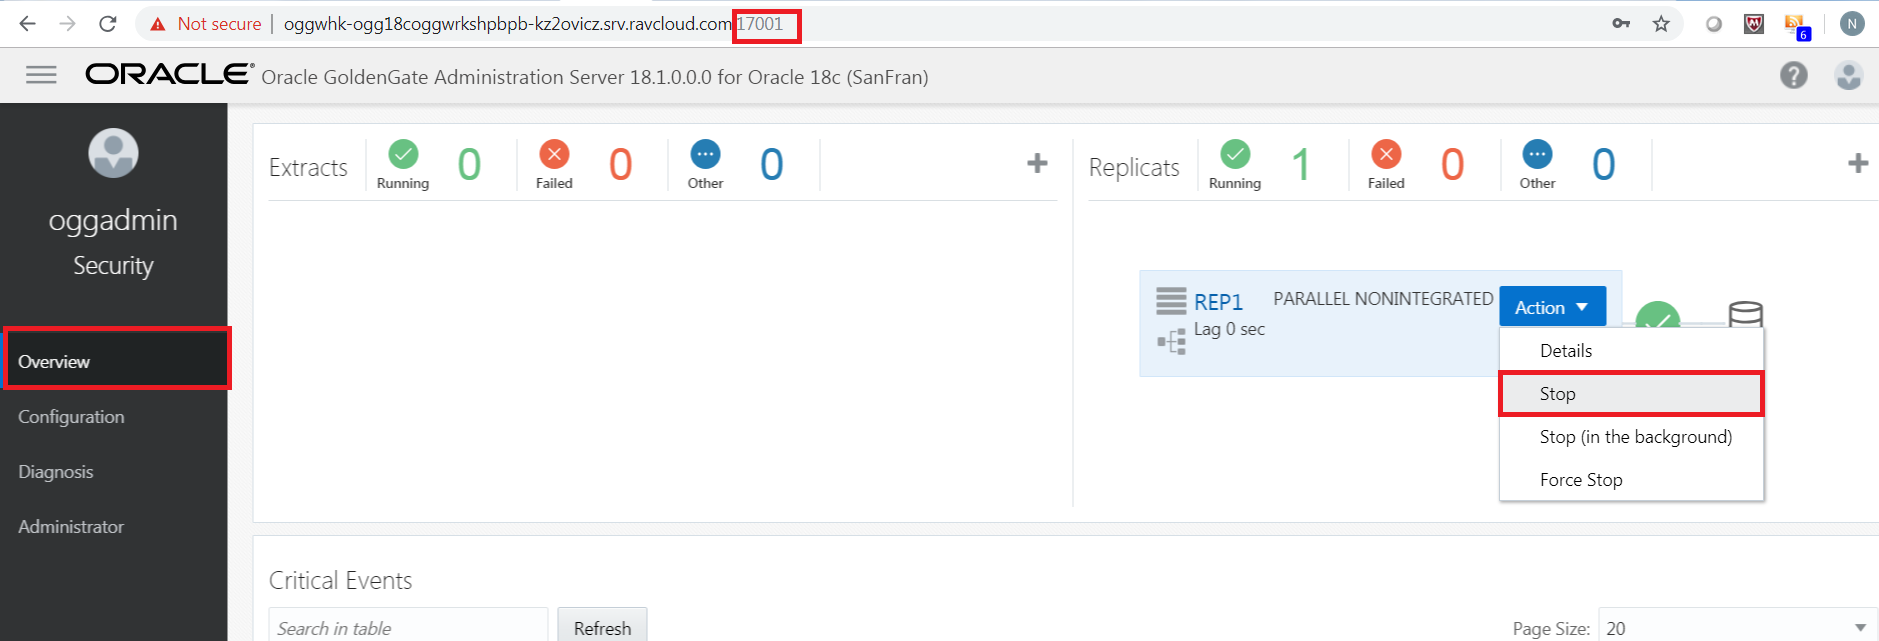 Not secure | oggwhk-ogg18coggwrkshpbpb-kz2ovicz.srv.ravcloud.com:17001
6
N
ORACLE® Oracle GoldenGate Administration Server 18.1.0.0.0 for Oracle 18c (SanFran)
?
oggadmin
Security
Overview
Configuration
Diagnosis
Administrator
Extracts
Running 0
Failed 0
Other 0
Replicats
Running 1
Failed 0
Other 0
REP1 PARALLEL NONINTEGRATED Action
Lag 0 sec
Details
Stop
Stop (in the background)
Force Stop
Critical Events
Search in table
Refresh
Page Size: 20